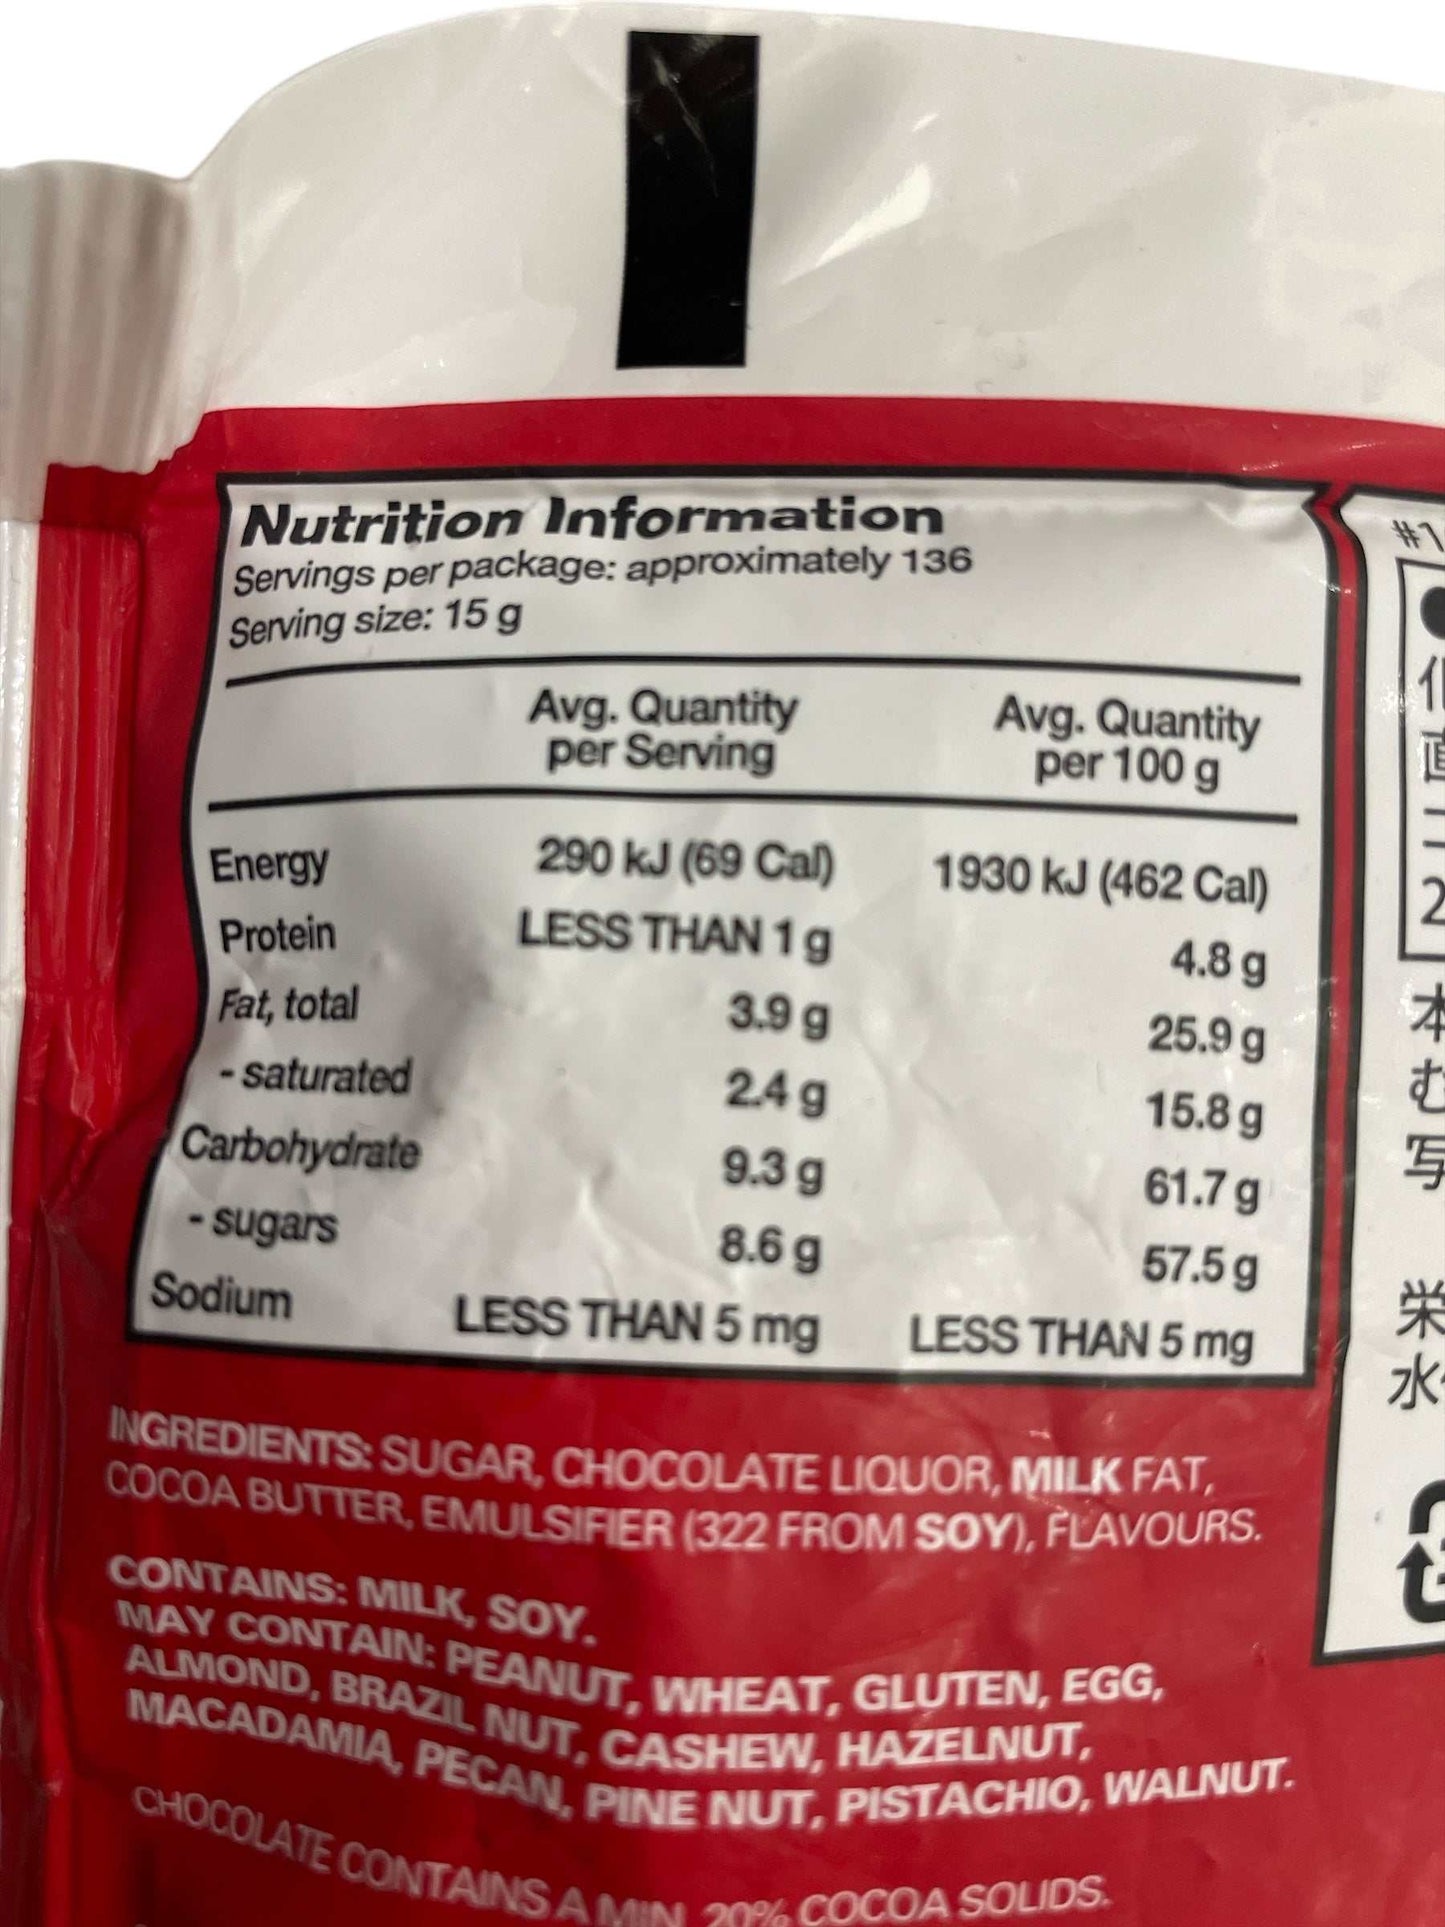 Nutrition Information
Servings per package: approximately 136
Serving size: 15 g
Avg. Quantity per Serving Avg. Quantity per 100 g
Energy 290 kJ (69 Cal) 1930 kJ (462 Cal)
Protein LESS THAN 1 g 4.8 g
Fat, total 3.9 g 25.9 g
- saturated 2.4 g 15.8 g
Carbohydrate 9.3 g 61.7 g
- sugars 8.6 g 57.5 g
Sodium LESS THAN 5 mg LESS THAN 5 mg
INGREDIENTS: SUGAR, CHOCOLATE LIQUOR, MILK FAT,
COCOA BUTTER, EMULSIFIER (322 FROM SOY), FLAVOURS.
CONTAINS: MILK, SOY.
MAY CONTAIN: PEANUT, WHEAT, GLUTEN, EGG,
ALMOND, BRAZIL NUT, CASHEW, HAZELNUT,
MACADAMIA, PECAN, PINE NUT, PISTACHIO, WALNUT.
CHOCOLATE CONTAINS A MIN 20% COCOA SOLIDS.
本
む
写
栄
水